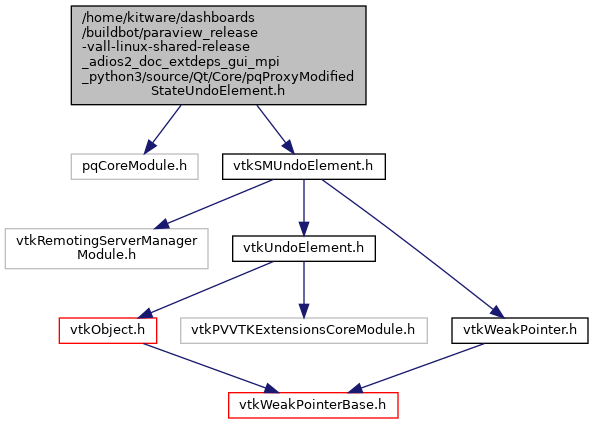 /home/kitware/dashboards
/buildbot/paraview_release
-vall-linux-shared-release
_adios2_doc_extdeps_gui_mpi
_python3/source/Qt/Core/pqProxyModified
StateUndoElement.h
pqCoreModule.h
vtkSMUndoElement.h
vtkRemotingServerManager
Module.h
vtkUndoElement.h
vtkObject.h
vtkPVVTKExtensionsCoreModule.h
vtkWeakPointer.h
vtkWeakPointerBase.h